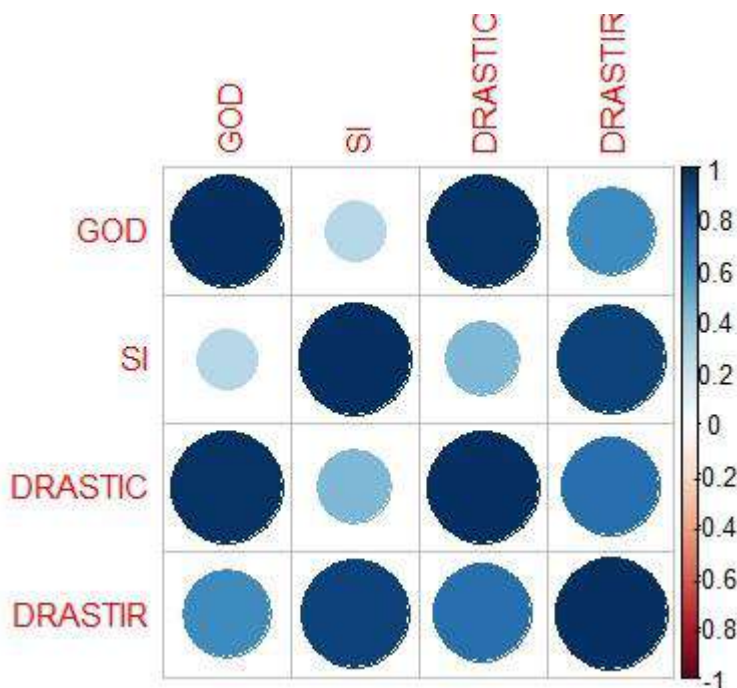 GOD
SI
DRASTIC
DRASTIR
GOD
SI
DRASTIC
DRASTIR
1
0.8
0.6
0.4
0.2
0
-0.2
-0.4
-0.6
-0.8
-1